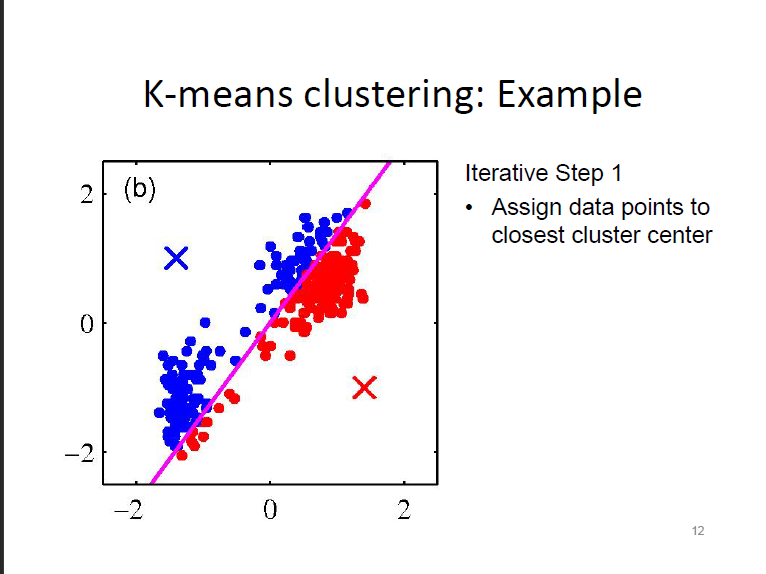 K-means clustering: Example
(b)
2
0
−2
−2 0 2
Iterative Step 1
• Assign data points to
closest cluster center
12